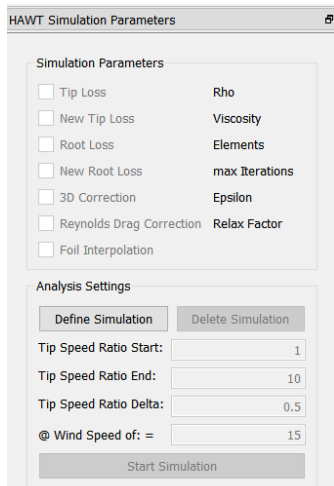 HAWT Simulation Parameters
Simulation Parameters
Tip Loss Rho
New Tip Loss Viscosity
Root Loss Elements
New Root Loss max Iterations
3D Correction Epsilon
Reynolds Drag Correction Relax Factor
Foil Interpolation
Analysis Settings
Define Simulation Delete Simulation
Tip Speed Ratio Start: 1
Tip Speed Ratio End: 10
Tip Speed Ratio Delta: 0.5
@ Wind Speed of: = 15
Start Simulation